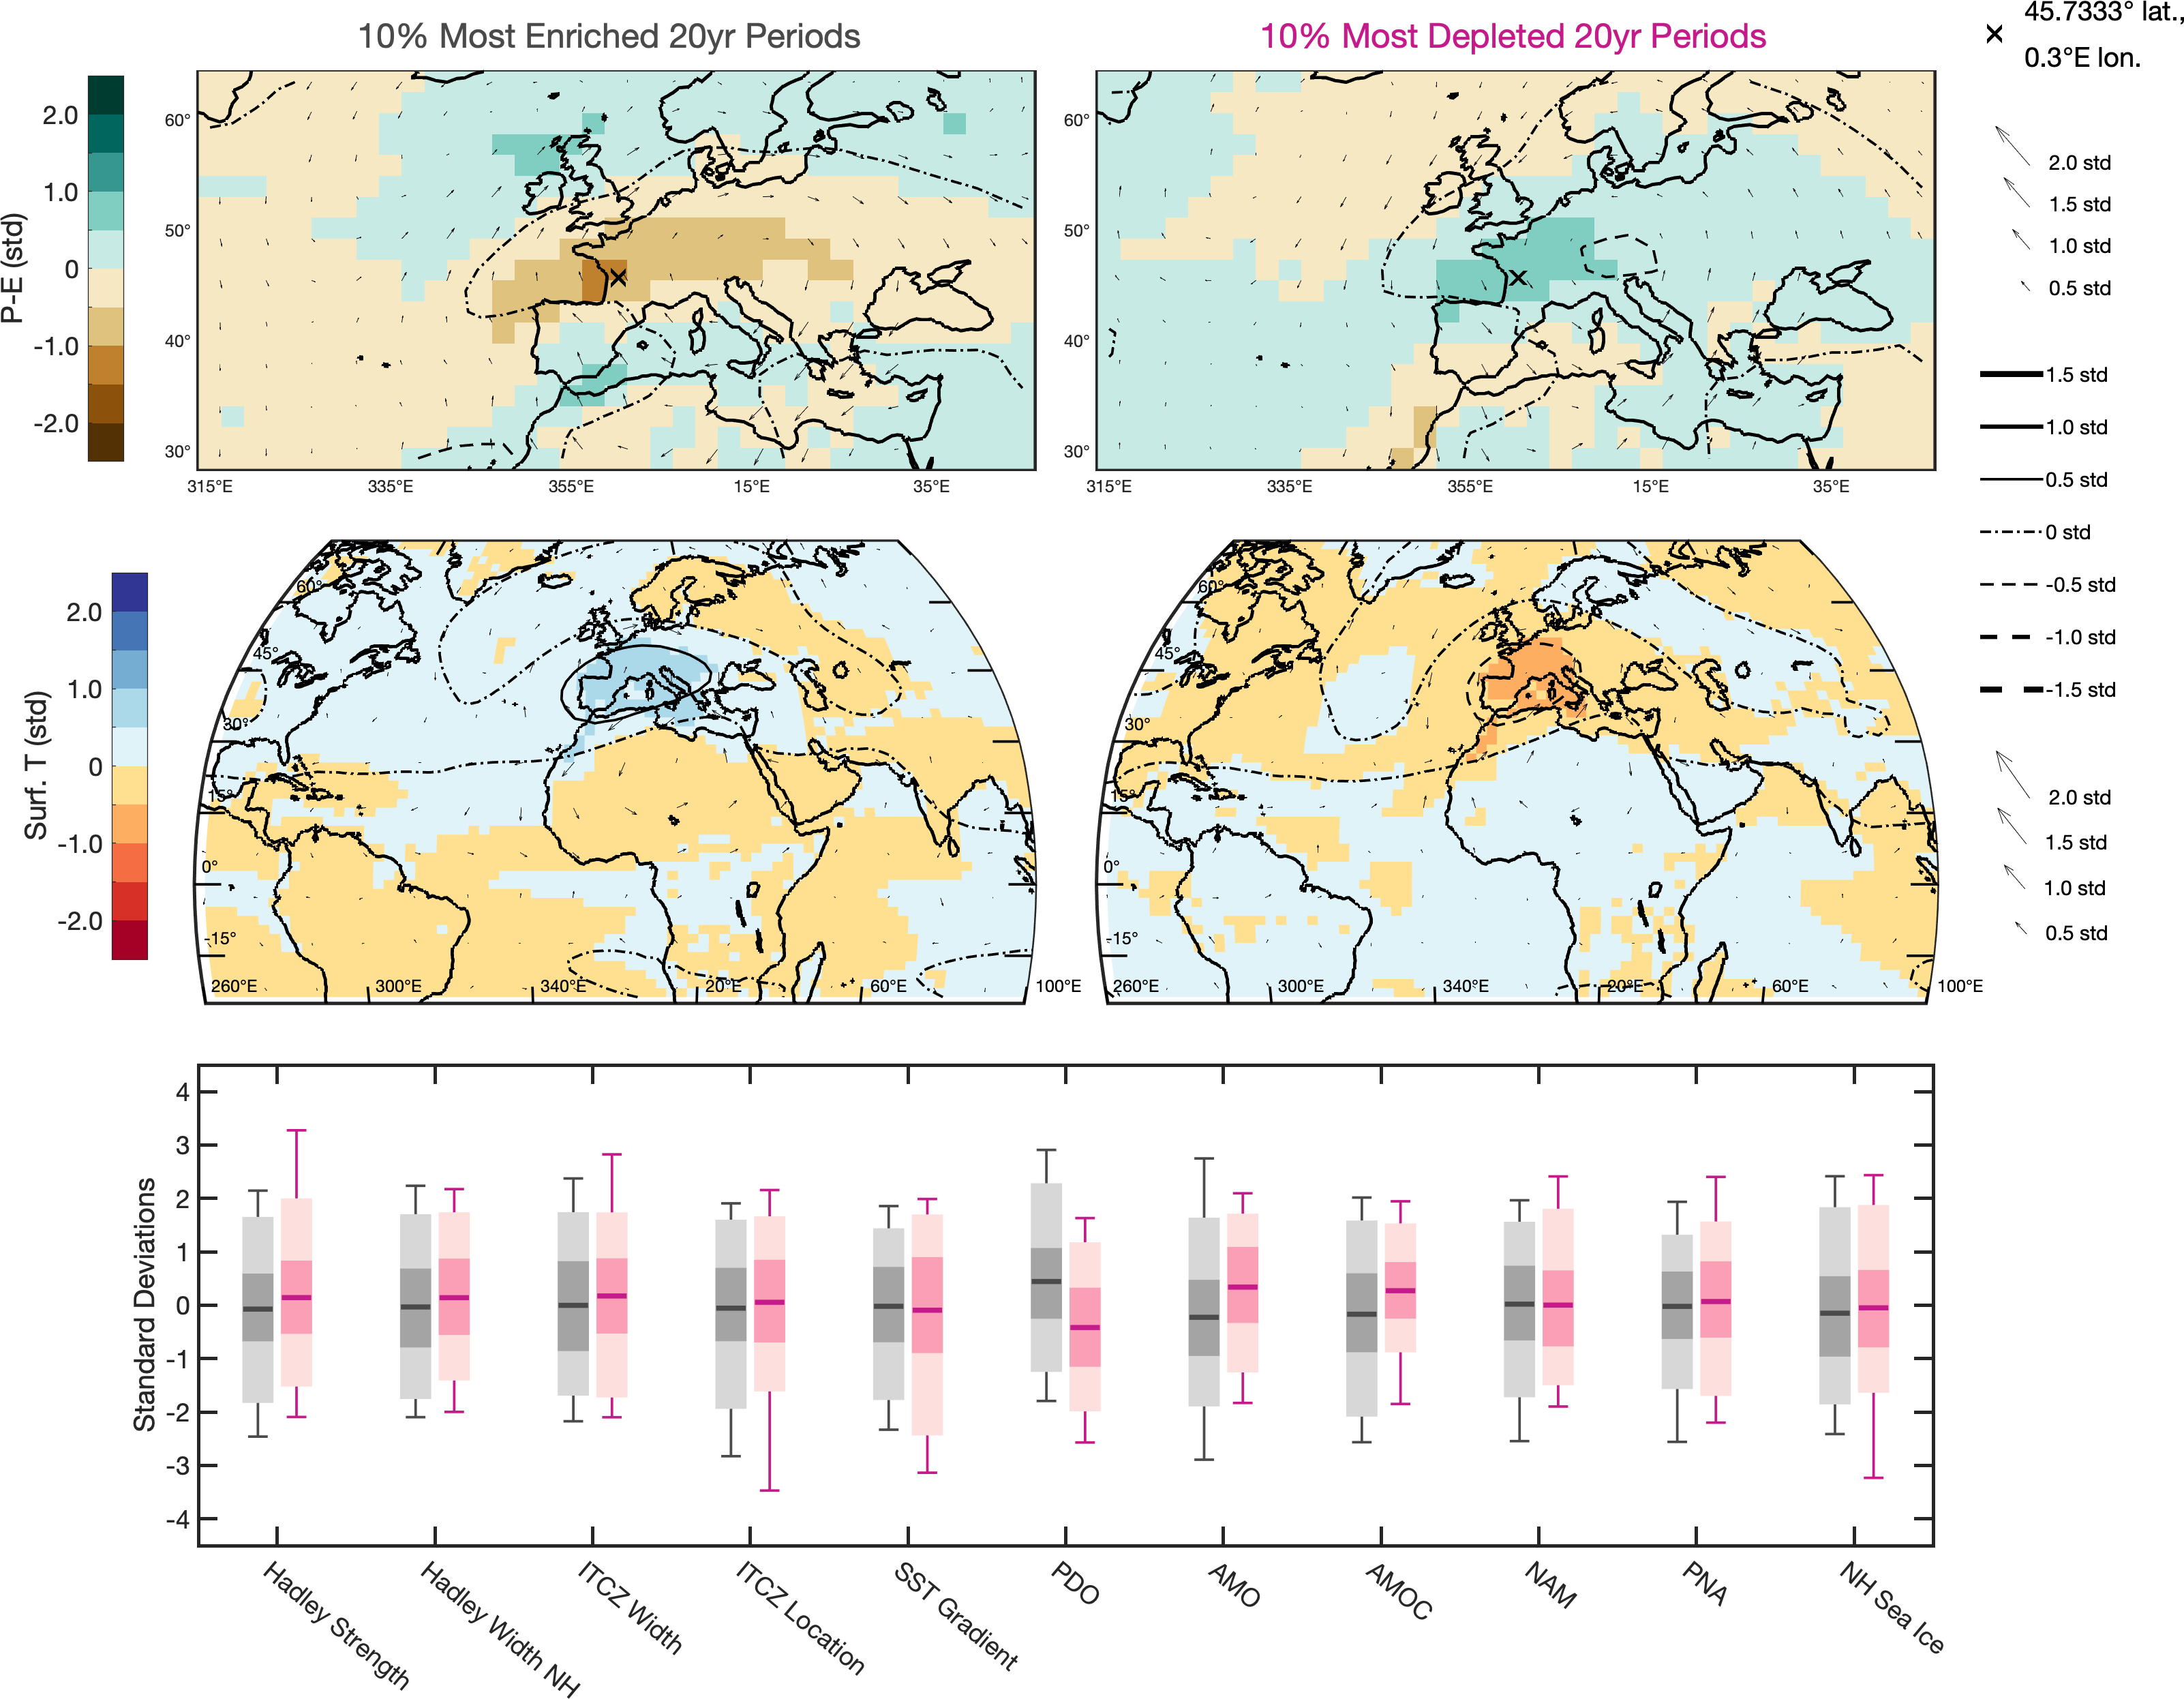 10% Most Enriched 20yr Periods
10% Most Depleted 20yr Periods
45.7333° lat.,
0.3°E lon.
P-E (std)
2.0
1.0
0
-1.0
-2.0
60°
50°
40°
30°
315°E
335°E
355°E
15°E
35°E
60°
50°
40°
30°
315°E
335°E
355°E
15°E
35°E
2.0 std
1.5 std
1.0 std
0.5 std
1.5 std
1.0 std
0.5 std
0 std
-0.5 std
-1.0 std
-1.5 std
Surf. T (std)
2.0
1.0
0
-1.0
-2.0
60°
45°
30°
15°
0°
-15°
260°E
300°E
340°E
20°E
60°E
100°E
60°
45°
30°
15°
0°
-15°
260°E
300°E
340°E
20°E
60°E
100°E
2.0 std
1.5 std
1.0 std
0.5 std
Standard Deviations
4
3
2
1
0
-1
-2
-3
-4
Hadley Strength
Hadley Width NH
ITCZ Width
ITCZ Location
SST Gradient
PDO
AMO
AMOC
NAM
PNA
NH Sea Ice